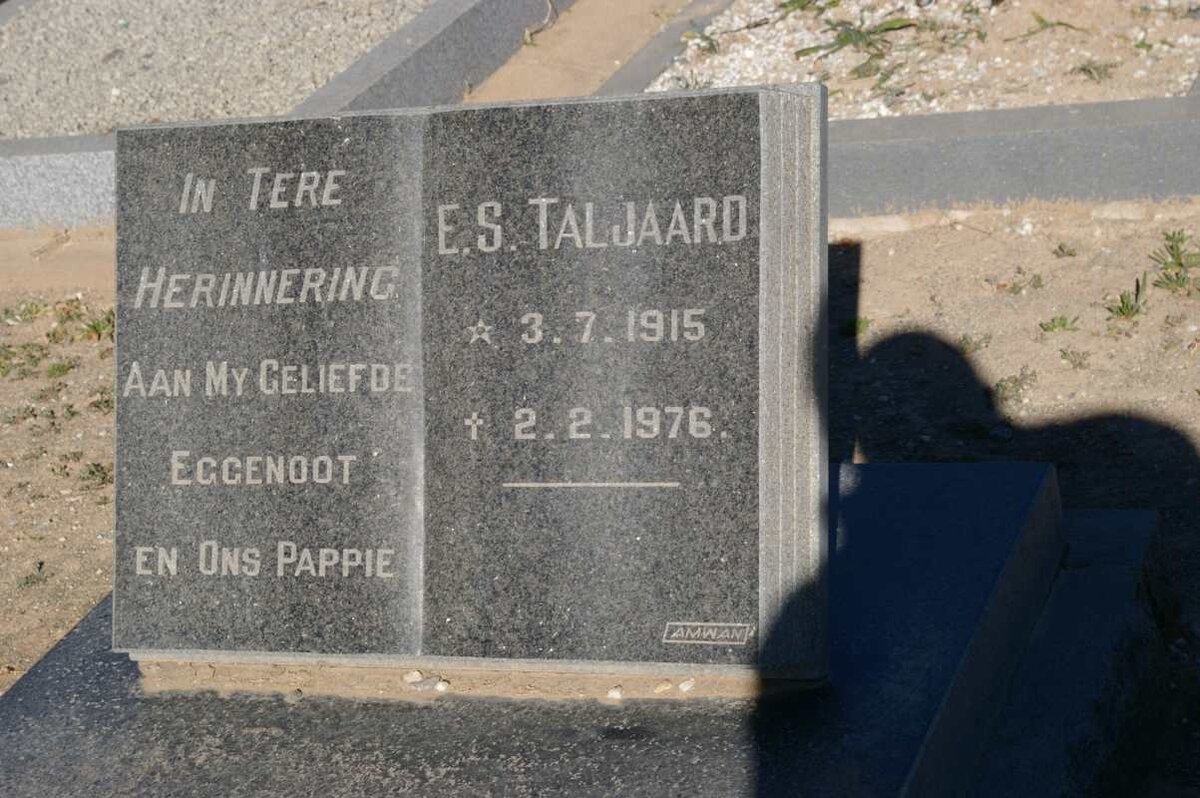 In Tere
Herinnering
Aan My Geliefde
Eggenoot
en Ons Pappie
E.S. Taljaard
☆ 3.7.1915
† 2.2.1976.
AMWAN